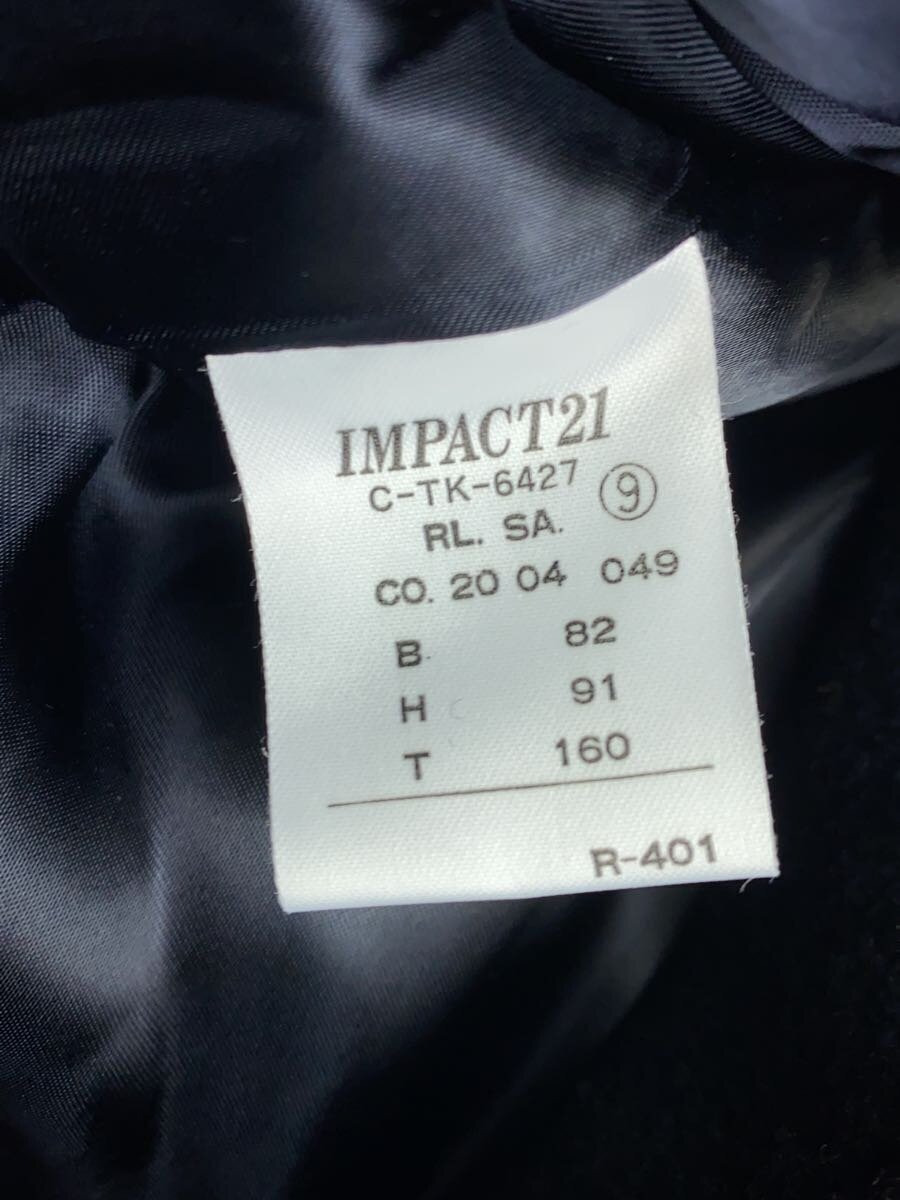 IMPACT21
C-TK-6427 ⑨
RL. SA.
CO. 20 04 049
B 82
H 91
T 160
R-401